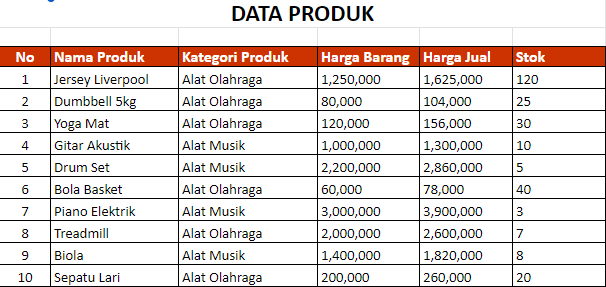 DATA PRODUK
No Nama Produk Kategori Produk Harga Barang Harga Jual Stok
1 Jersey Liverpool Alat Olahraga 1,250,000 1,625,000 120
2 Dumbbell 5kg Alat Olahraga 80,000 104,000 25
3 Yoga Mat Alat Olahraga 120,000 156,000 30
4 Gitar Akustik Alat Musik 1,000,000 1,300,000 10
5 Drum Set Alat Musik 2,200,000 2,860,000 5
6 Bola Basket Alat Olahraga 60,000 78,000 40
7 Piano Elektrik Alat Musik 3,000,000 3,900,000 3
8 Treadmill Alat Olahraga 2,000,000 2,600,000 7
9 Biola Alat Musik 1,400,000 1,820,000 8
10 Sepatu Lari Alat Olahraga 200,000 260,000 20